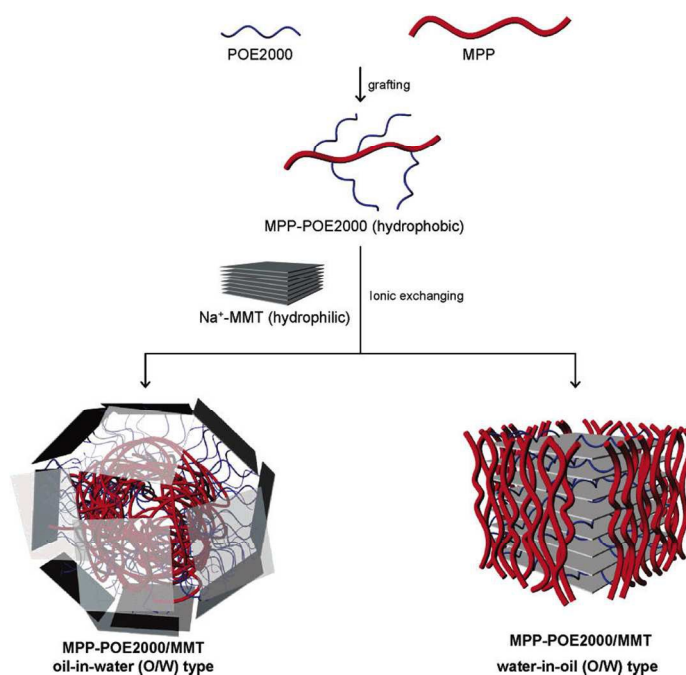 POE2000
MPP
grafting
MPP-POE2000 (hydrophobic)
Ionic exchanging
Na⁺-MMT (hydrophilic)
MPP-POE2000/MMT
oil-in-water (O/W) type
MPP-POE2000/MMT
water-in-oil (O/W) type